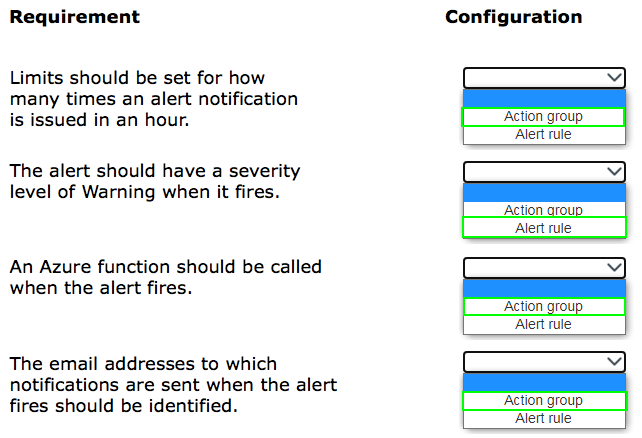 Requirement Configuration
Limits should be set for how
many times an alert notification
is issued in an hour.
Action group
Alert rule
The alert should have a severity
level of Warning when it fires.
Action group
Alert rule
An Azure function should be called
when the alert fires.
Action group
Alert rule
The email addresses to which
notifications are sent when the alert
fires should be identified.
Action group
Alert rule